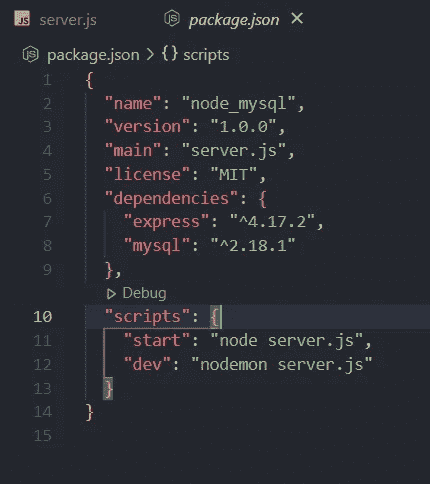 JS server.js package.json ×
package.json > {} scripts
1 {
2 "name": "node_mysql",
3 "version": "1.0.0",
4 "main": "server.js",
5 "license": "MIT",
6 "dependencies": {
7 "express": "^4.17.2",
8 "mysql": "^2.18.1"
9 },
Debug
10 "scripts": {
11 "start": "node server.js",
12 "dev": "nodemon server.js"
13 }
14 }
15